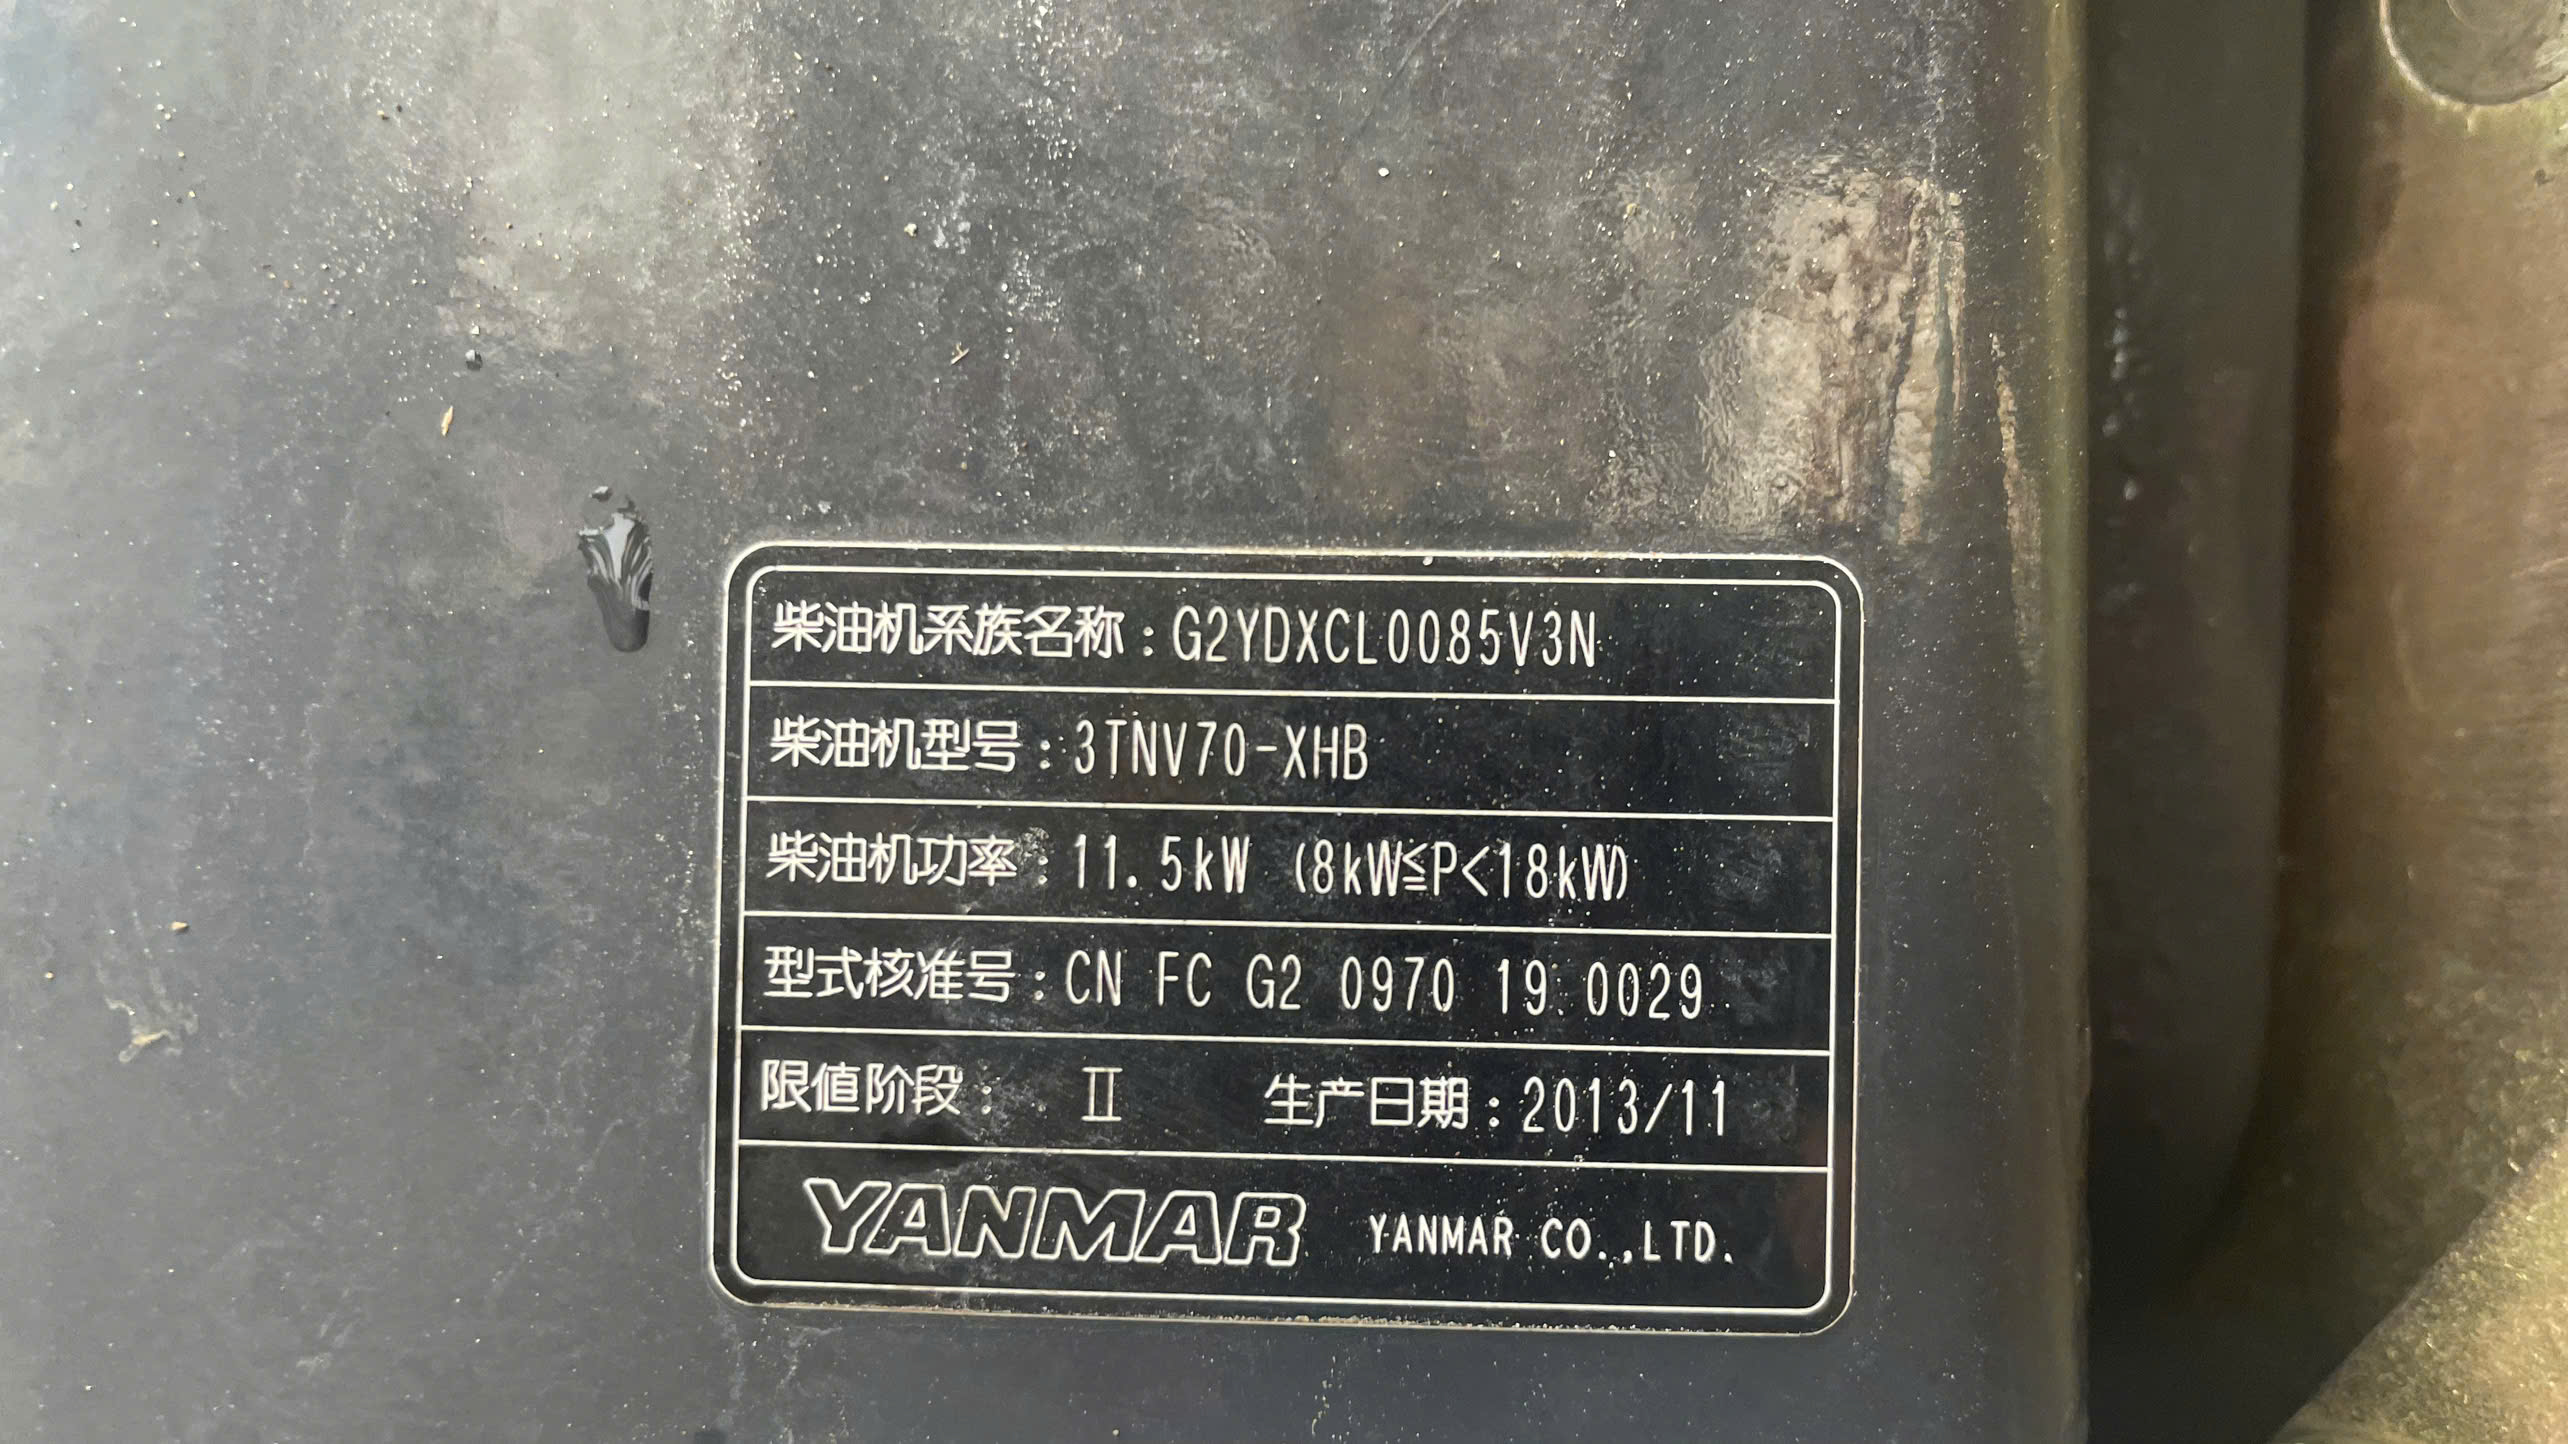 柴油机系族名称:G2YDXCL0085V3N
柴油机型号:3TNV70-XHB
柴油机功率:11.5kW (8kW≦P<18kW)
型式核准号:CN FC G2 0970 19 0029
限值阶段: Ⅱ 生产日期:2013/11
YANMAR YANMAR CO.,LTD.